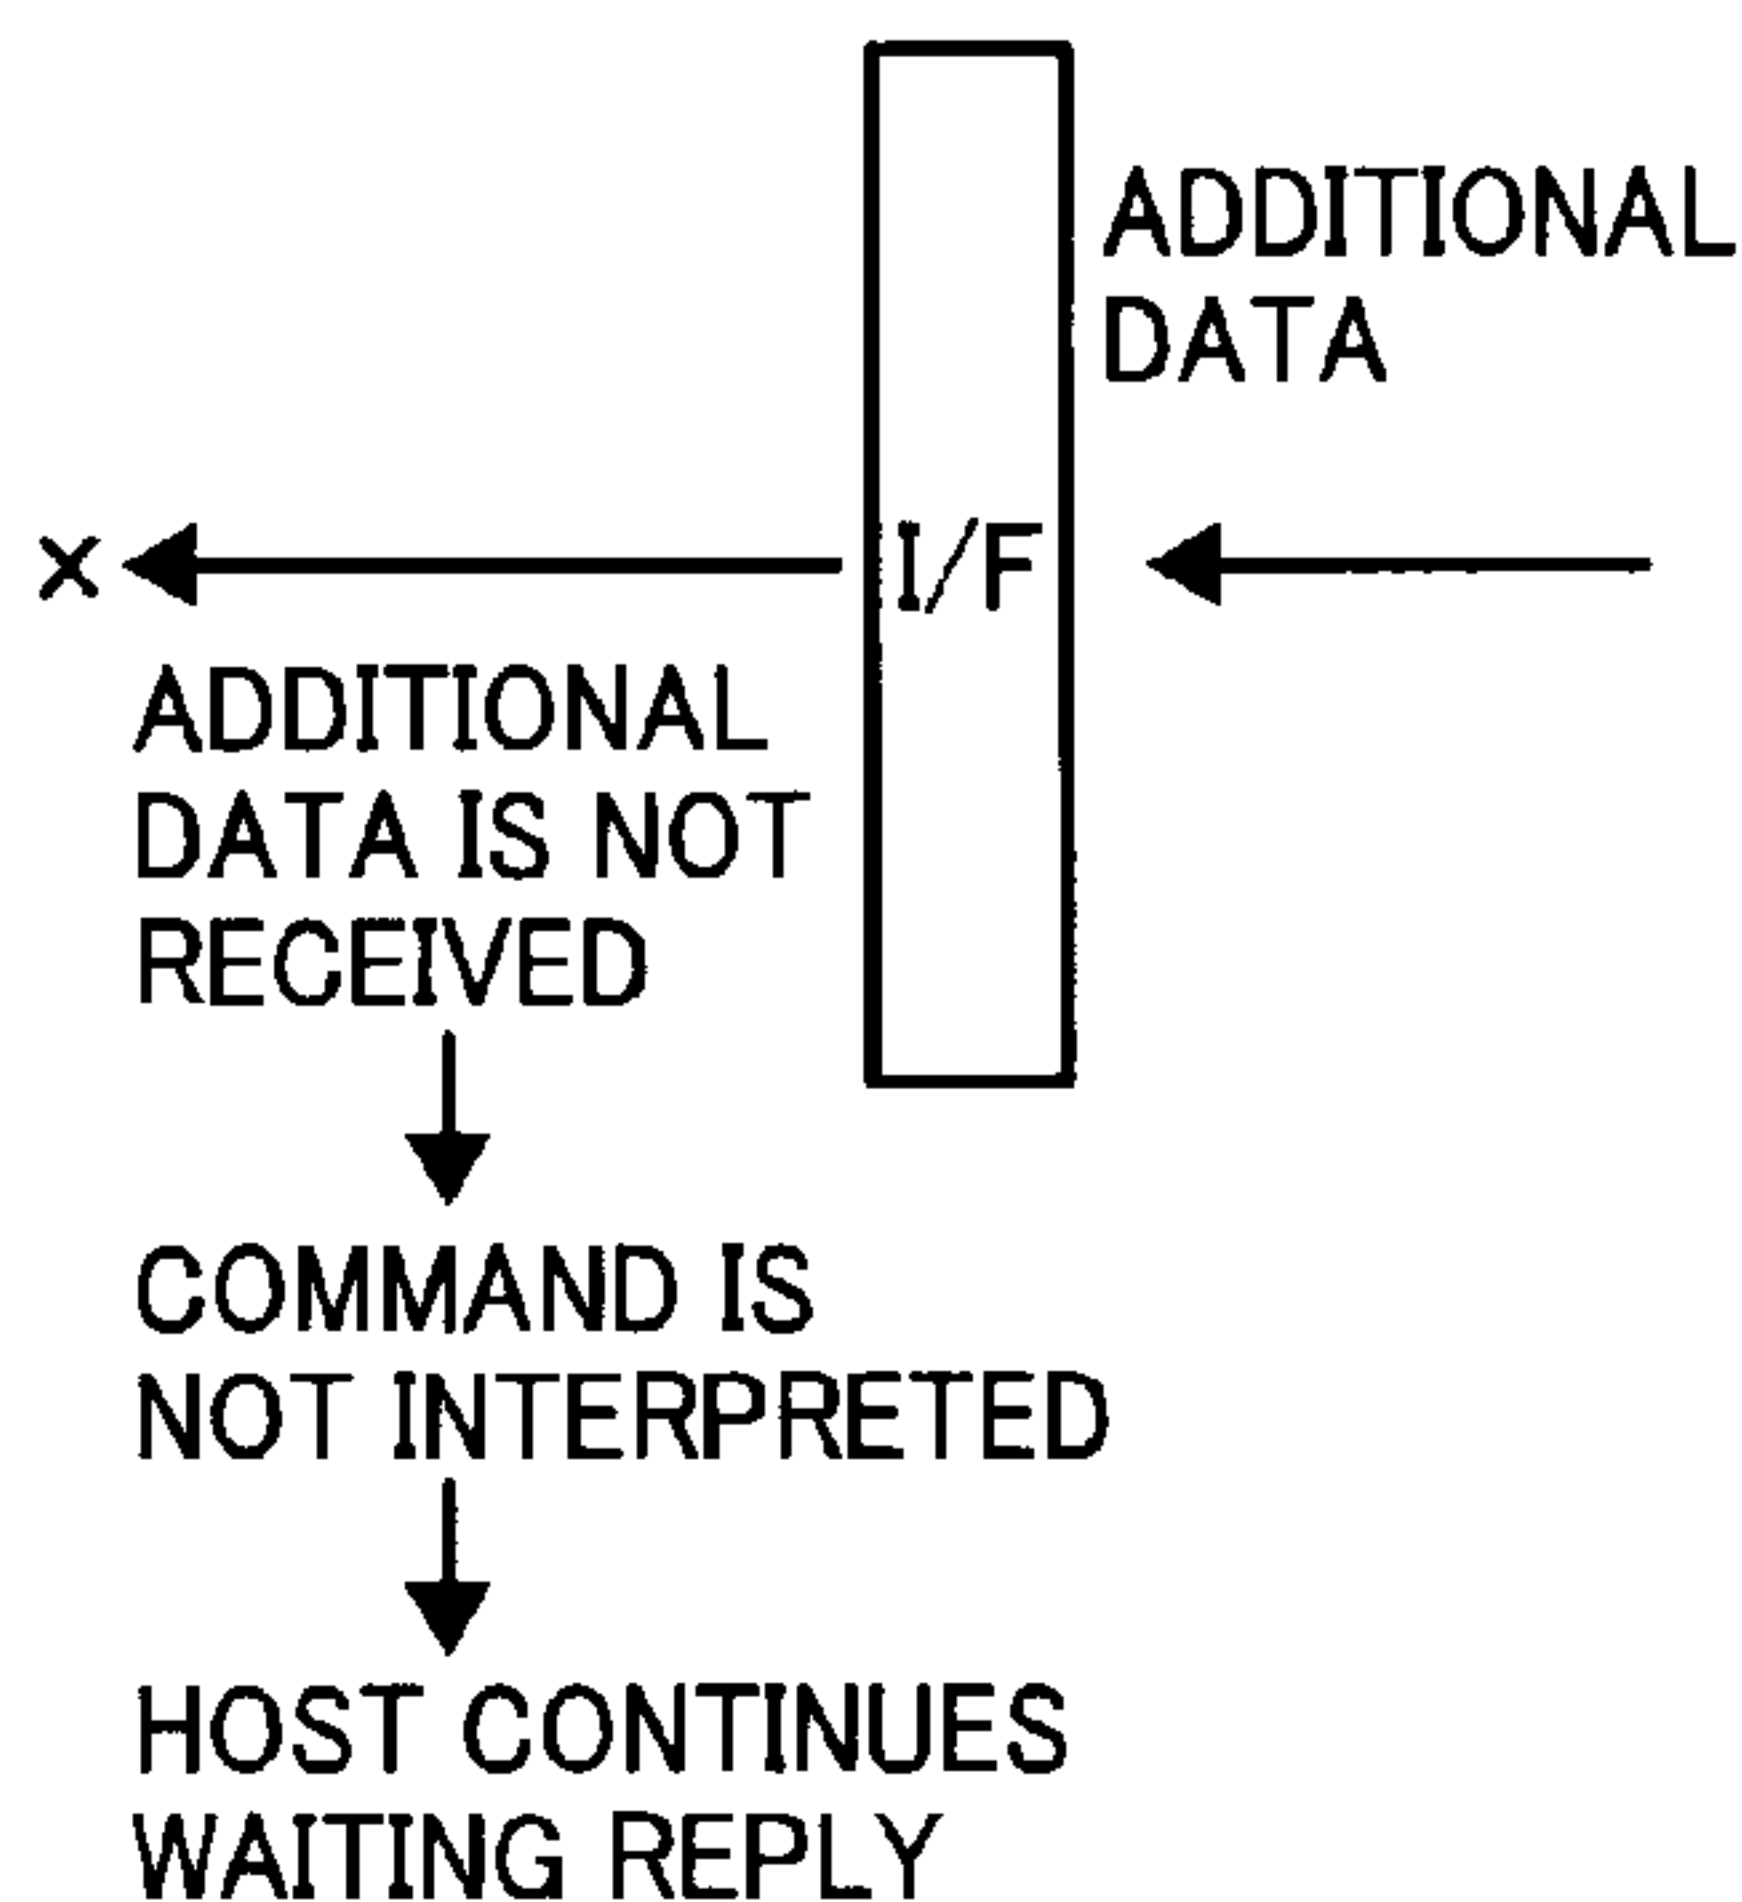 ADDITIONAL
DATA
×
I/F
ADDITIONAL
DATA IS NOT
RECEIVED
COMMAND IS
NOT INTERPRETED
HOST CONTINUES
WAITING REPLY